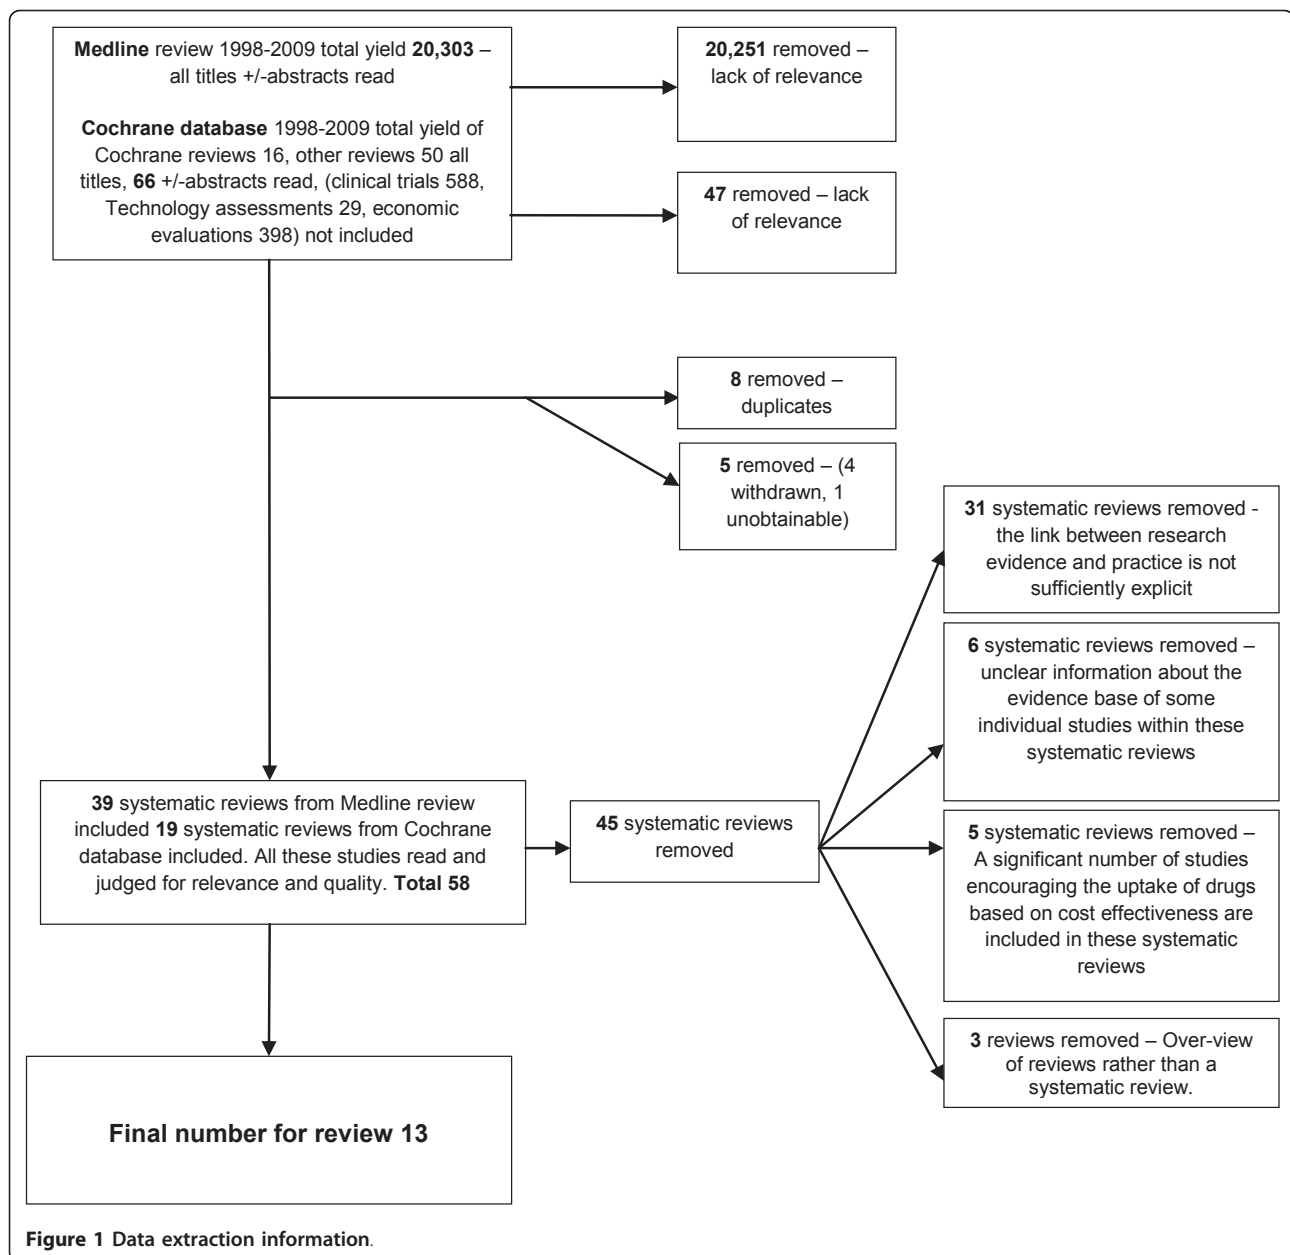 Medline review 1998-2009 total yield 20,303 –
all titles +/-abstracts read
Cochrane database 1998-2009 total yield of
Cochrane reviews 16, other reviews 50 all
titles, 66 +/-abstracts read, (clinical trials 588,
Technology assessments 29, economic
evaluations 398) not included
20,251 removed –
lack of relevance
47 removed – lack
of relevance
8 removed –
duplicates
5 removed – (4
withdrawn, 1
unobtainable)
39 systematic reviews from Medline review
included 19 systematic reviews from Cochrane
database included. All these studies read and
judged for relevance and quality. Total 58
45 systematic reviews
removed
31 systematic reviews removed -
the link between research
evidence and practice is not
sufficiently explicit
6 systematic reviews removed –
unclear information about the
evidence base of some
individual studies within these
systematic reviews
5 systematic reviews removed –
A significant number of studies
encouraging the uptake of drugs
based on cost effectiveness are
included in these systematic
reviews
3 reviews removed – Over-view
of reviews rather than a
systematic review.
Final number for review 13
Figure 1 Data extraction information.